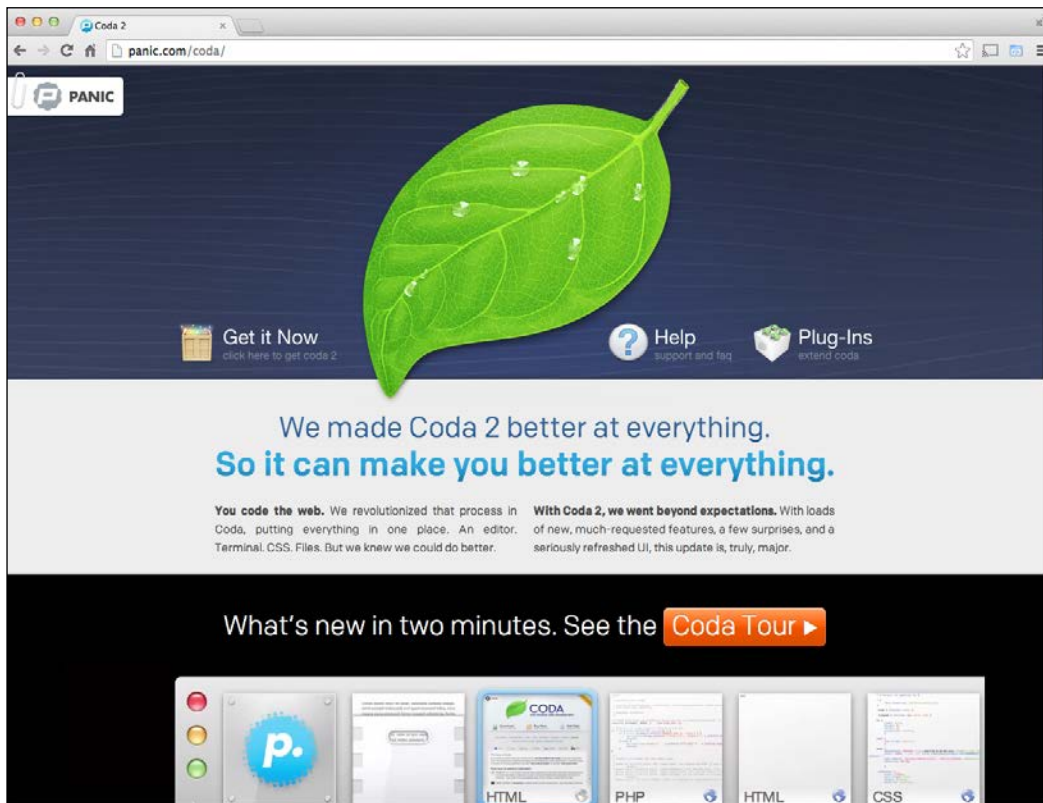 Coda 2
panic.com/coda/
PANIC
Get it Now
click here to get coda 2
Help
support and faq
Plug-Ins
extend coda
We made Coda 2 better at everything.
So it can make you better at everything.
You code the web. We revolutionized that process in
Coda, putting everything in one place. An editor.
Terminal. CSS. Files. But we knew we could do better.
With Coda 2, we went beyond expectations. With loads
of new, much-requested features, a few surprises, and a
seriously refreshed UI, this update is, truly, major.
What's new in two minutes. See the Coda Tour ▸
p.
CODA
HTML
PHP
HTML
CSS